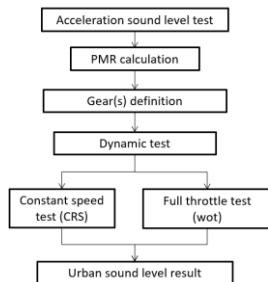 Acceleration sound level test
PMR calculation
Gear(s) definition
Dynamic test
Constant speed
test (CRS)
Full throttle test
(wot)
Urban sound level result